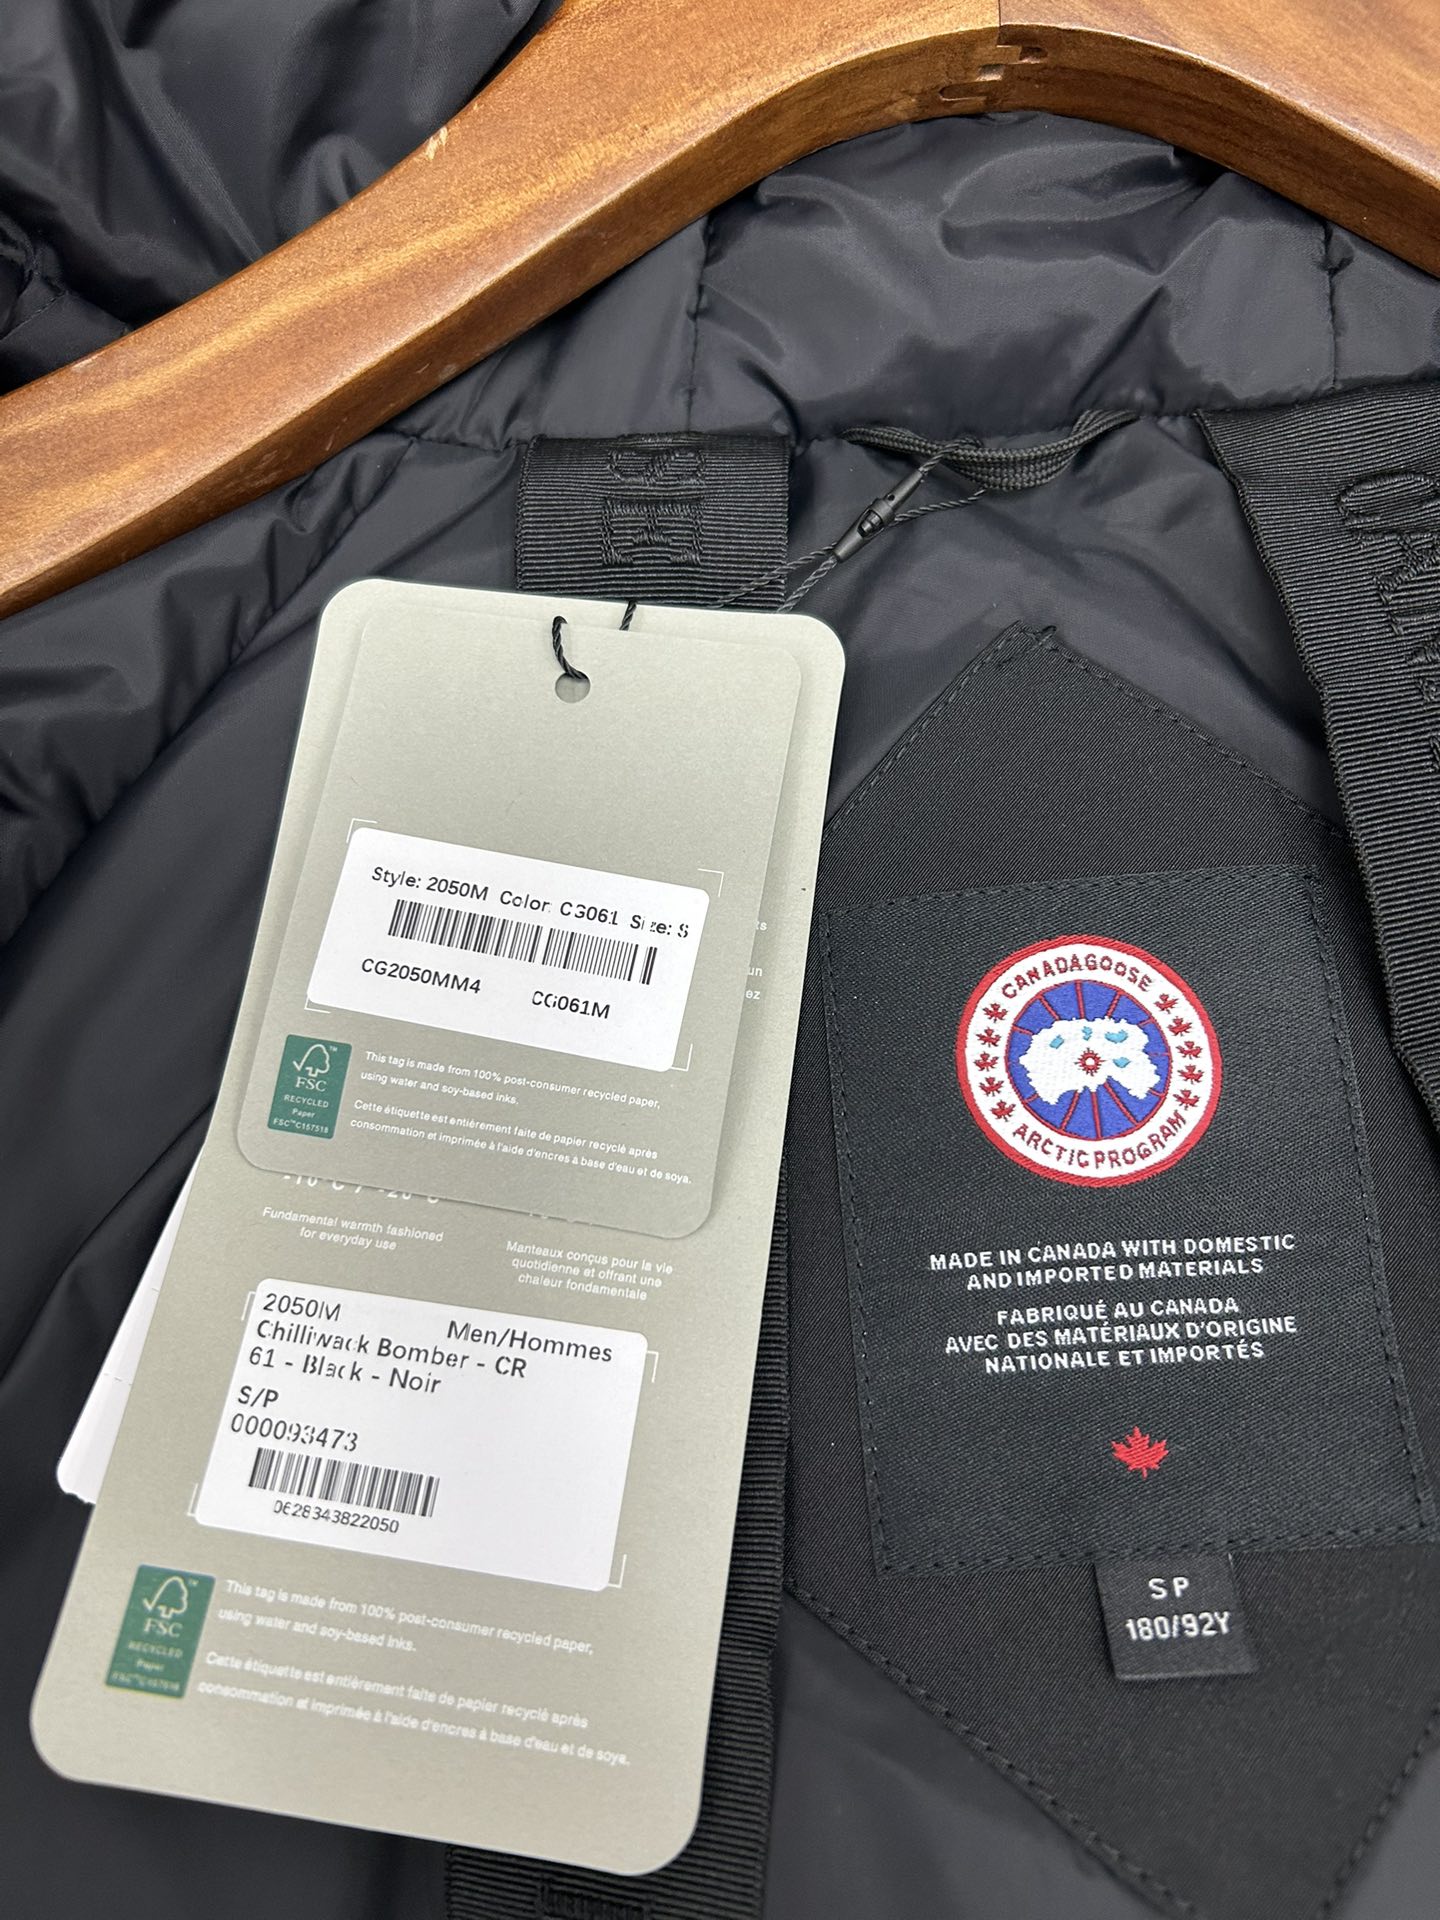 Style: 2050M Color: CG061 Size: S
CG2050MM4 CG061M
FSC
RECYCLED
Paper
FSC™C157518
This tag is made from 100% post-consumer recycled paper,
using water and soy-based inks.
Cette étiquette est entièrement faite de papier recyclé après
consommation et imprimée à l'aide d'encres à base d'eau et de soya.
Fundamental warmth fashioned
for everyday use
Manteaux conçus pour la vie
quotidienne et offrant une
chaleur fondamentale
2050M Men/Hommes
Chilliwack Bomber - CR
61 - Black - Noir
S/P
000093473
0628343822050
FSC
RECYCLED
Paper
This tag is made from 100% post-consumer recycled paper,
using water and soy-based inks.
Cette étiquette est entièrement faite de papier recyclé après
consommation et imprimée à l'aide d'encres à base d'eau et de soya.
CANADA GOOSE
ARCTIC PROGRAM
MADE IN CANADA WITH DOMESTIC
AND IMPORTED MATERIALS
FABRIQUÉ AU CANADA
AVEC DES MATÉRIAUX D'ORIGINE
NATIONALE ET IMPORTÉS
S P
180/92Y